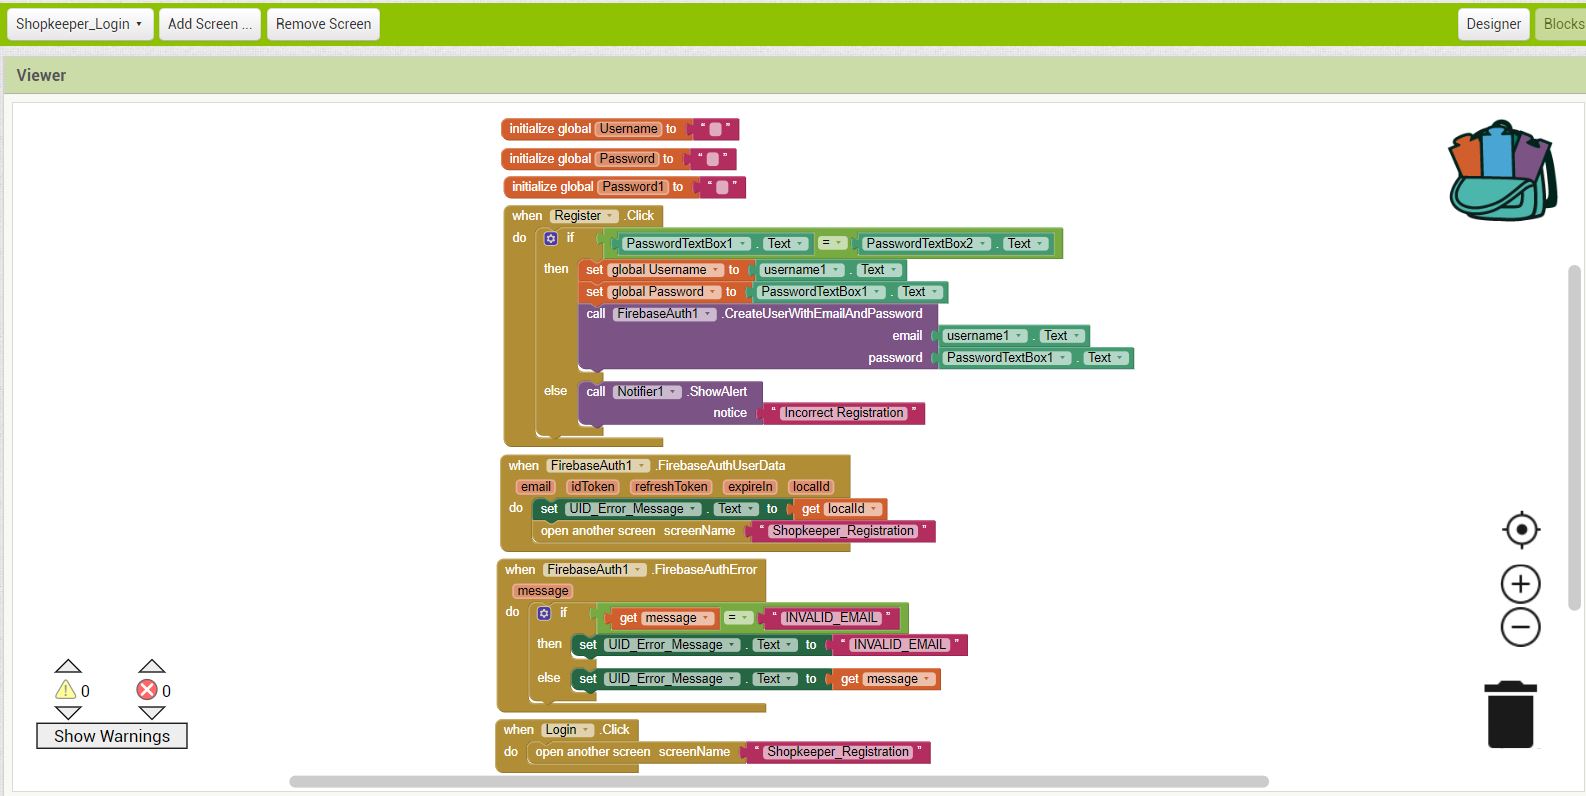 Shopkeeper_Login Add Screen ... Remove Screen Designer Blocks
Viewer
initialize global Username to " "
initialize global Password to " "
initialize global Password1 to " "
when Register .Click
do if PasswordTextBox1 . Text = PasswordTextBox2 . Text
then set global Username to username1 . Text
set global Password to PasswordTextBox1 . Text
call FirebaseAuth1 .CreateUserWithEmailAndPassword
email username1 . Text
password PasswordTextBox1 . Text
else call Notifier1 .ShowAlert
notice " Incorrect Registration "
when FirebaseAuth1 .FirebaseAuthUserData
email idToken refreshToken expireIn localId
do set UID_Error_Message . Text to get localId
open another screen screenName " Shopkeeper_Registration "
when FirebaseAuth1 .FirebaseAuthError
message
do if get message = " INVALID_EMAIL "
then set UID_Error_Message . Text to " INVALID_EMAIL "
else set UID_Error_Message . Text to get message
when Login .Click
do open another screen screenName " Shopkeeper_Registration "
0 0
Show Warnings